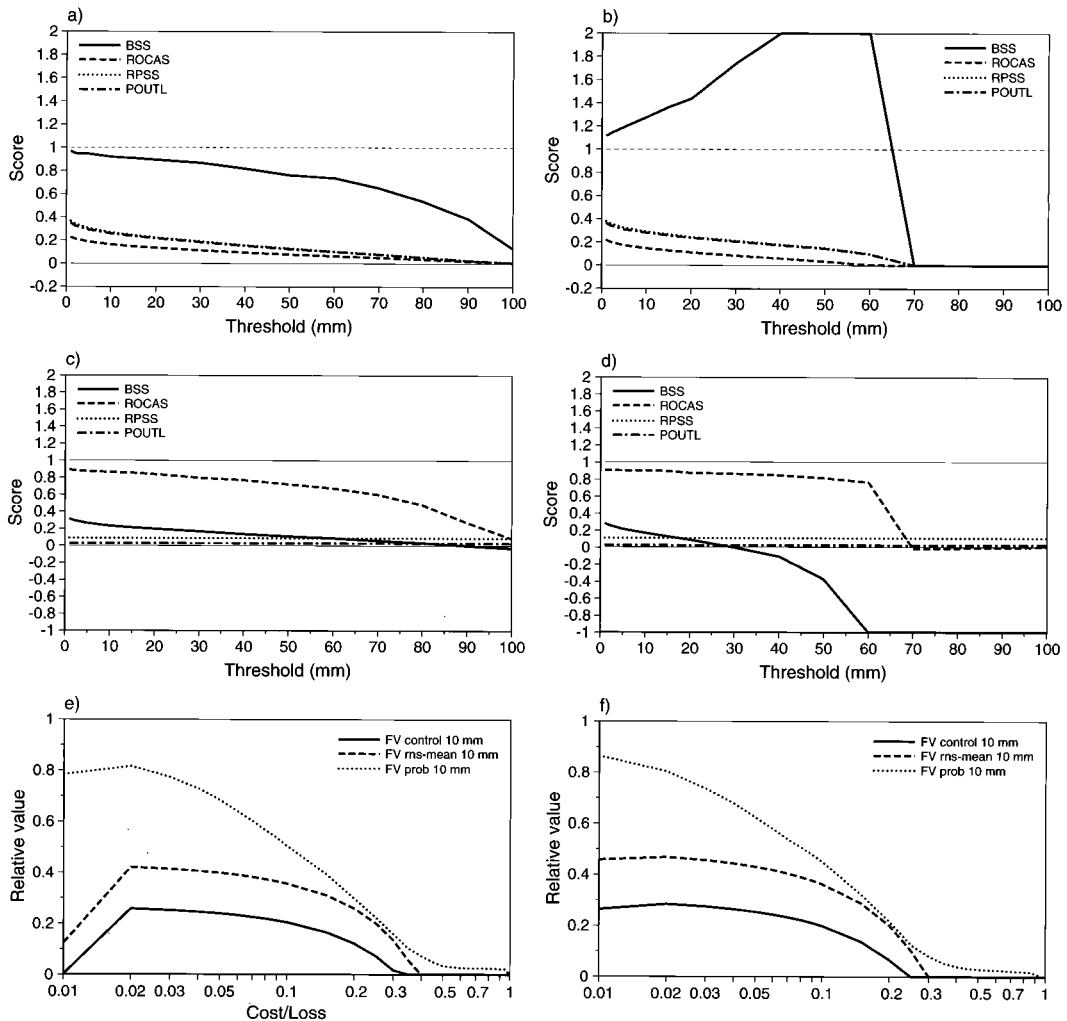 a)
BSS
ROCAS
RPSS
POUTL
2
1.8
1.6
1.4
1.2
1
0.8
0.6
0.4
0.2
0
-0.2
Score
0 10 20 30 40 50 60 70 80 90 100
Threshold (mm)
b)
BSS
ROCAS
RPSS
POUTL
2
1.8
1.6
1.4
1.2
1
0.8
0.6
0.4
0.2
0
-0.2
Score
0 10 20 30 40 50 60 70 80 90 100
Threshold (mm)
c)
BSS
ROCAS
RPSS
POUTL
2
1.8
1.6
1.4
1.2
1
0.8
0.6
0.4
0.2
0
-0.2
-0.4
-0.6
-0.8
-1
Score
0 10 20 30 40 50 60 70 80 90 100
Threshold (mm)
d)
BSS
ROCAS
RPSS
POUTL
2
1.8
1.6
1.4
1.2
1
0.8
0.6
0.4
0.2
0
-0.2
-0.4
-0.6
-0.8
-1
Score
0 10 20 30 40 50 60 70 80 90 100
Threshold (mm)
e)
FV control 10 mm
FV rns-mean 10 mm
FV prob 10 mm
1
0.8
0.6
0.4
0.2
0
Relative value
0.01 0.02 0.03 0.05 0.1 0.2 0.3 0.5 0.7 1
Cost/Loss
f)
FV control 10 mm
FV rns-mean 10 mm
FV prob 10 mm
1
0.8
0.6
0.4
0.2
0
Relative value
0.01 0.02 0.03 0.05 0.1 0.2 0.3 0.5 0.7 1
Cost/Loss